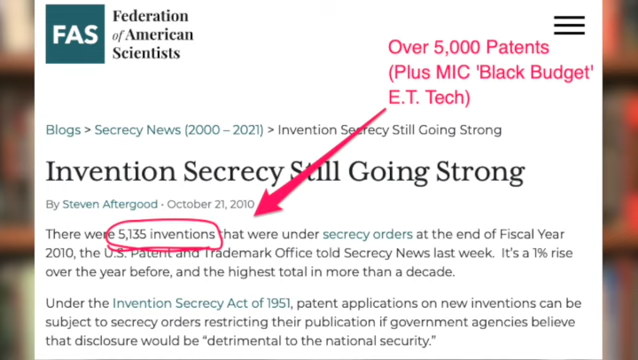 FAS
Federation
of American
Scientists
Over 5,000 Patents
(Plus MIC 'Black Budget'
E.T. Tech)
Blogs > Secrecy News (2000 – 2021) > Invention Secrecy Still Going Strong
Invention Secrecy Still Going Strong
By Steven Aftergood • October 21, 2010
There were 5,135 inventions that were under secrecy orders at the end of Fiscal Year
2010, the U.S. Patent and Trademark Office told Secrecy News last week. It's a 1% rise
over the year before, and the highest total in more than a decade.
Under the Invention Secrecy Act of 1951, patent applications on new inventions can be
subject to secrecy orders restricting their publication if government agencies believe
that disclosure would be “detrimental to the national security.”